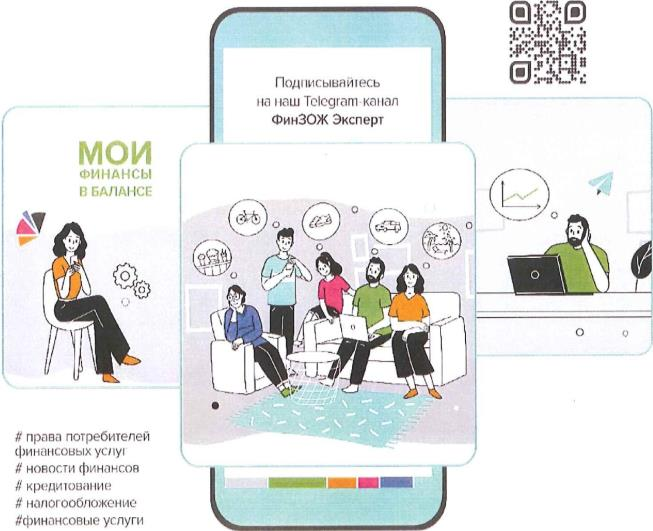 Подписывайтесь
на наш Telegram-канал
ФинЗОЖ Эксперт
МОИ
ФИНАНСЫ
В БАЛАНСЕ
# права потребителей
финансовых услуг
# новости финансов
# кредитование
# налогообложение
#финансовые услуги